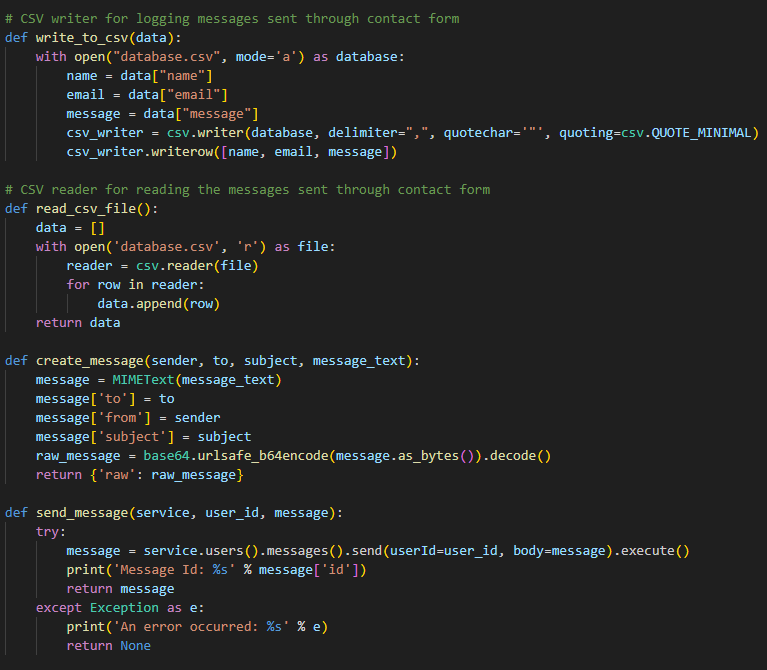 # CSV writer for logging messages sent through contact form
def write_to_csv(data):
    with open("database.csv", mode='a') as database:
        name = data["name"]
        email = data["email"]
        message = data["message"]
        csv_writer = csv.writer(database, delimiter=",", quotechar='"', quoting=csv.QUOTE_MINIMAL)
        csv_writer.writerow([name, email, message])

# CSV reader for reading the messages sent through contact form
def read_csv_file():
    data = []
    with open('database.csv', 'r') as file:
        reader = csv.reader(file)
        for row in reader:
            data.append(row)
    return data

def create_message(sender, to, subject, message_text):
    message = MIMEText(message_text)
    message['to'] = to
    message['from'] = sender
    message['subject'] = subject
    raw_message = base64.urlsafe_b64encode(message.as_bytes()).decode()
    return {'raw': raw_message}

def send_message(service, user_id, message):
    try:
        message = service.users().messages().send(userId=user_id, body=message).execute()
        print('Message Id: %s' % message['id'])
        return message
    except Exception as e:
        print('An error occurred: %s' % e)
        return None